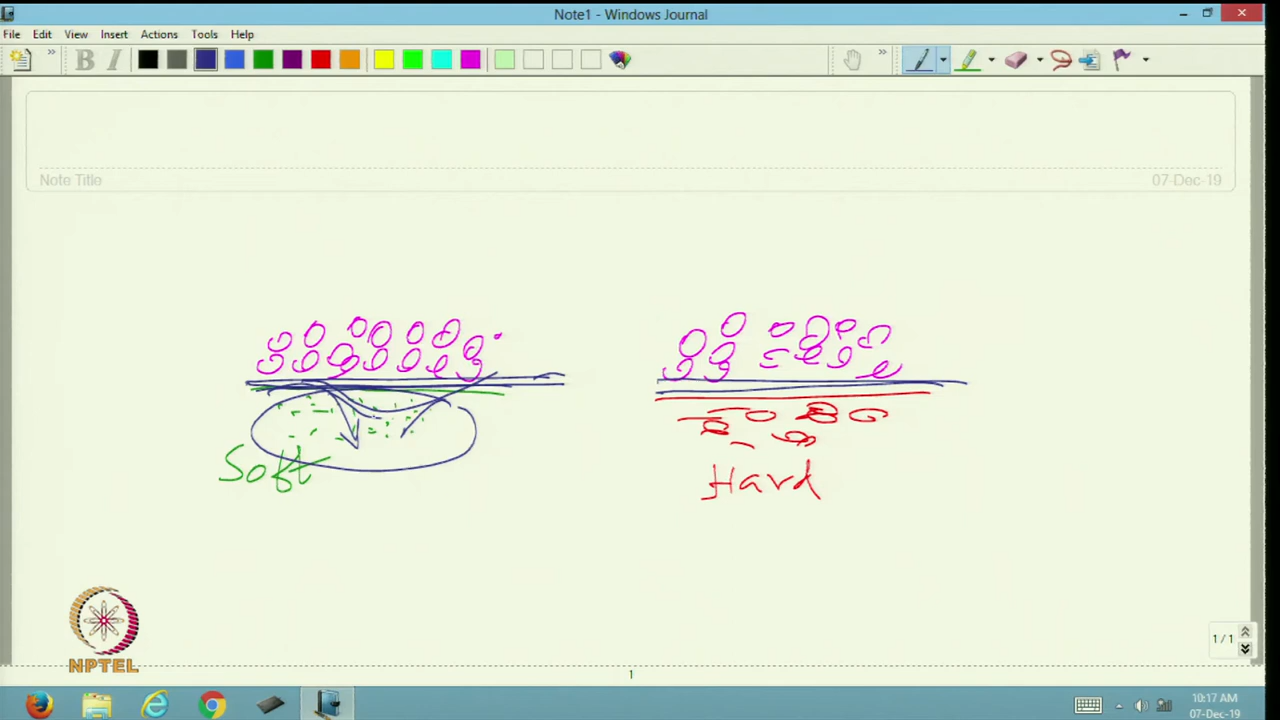 Note1 - Windows Journal
File Edit View Insert Actions Tools Help
B I
Note Title
07-Dec-19
Soft
Hard
NPTEL
1 / 1
1
10:17 AM
07-Dec-19